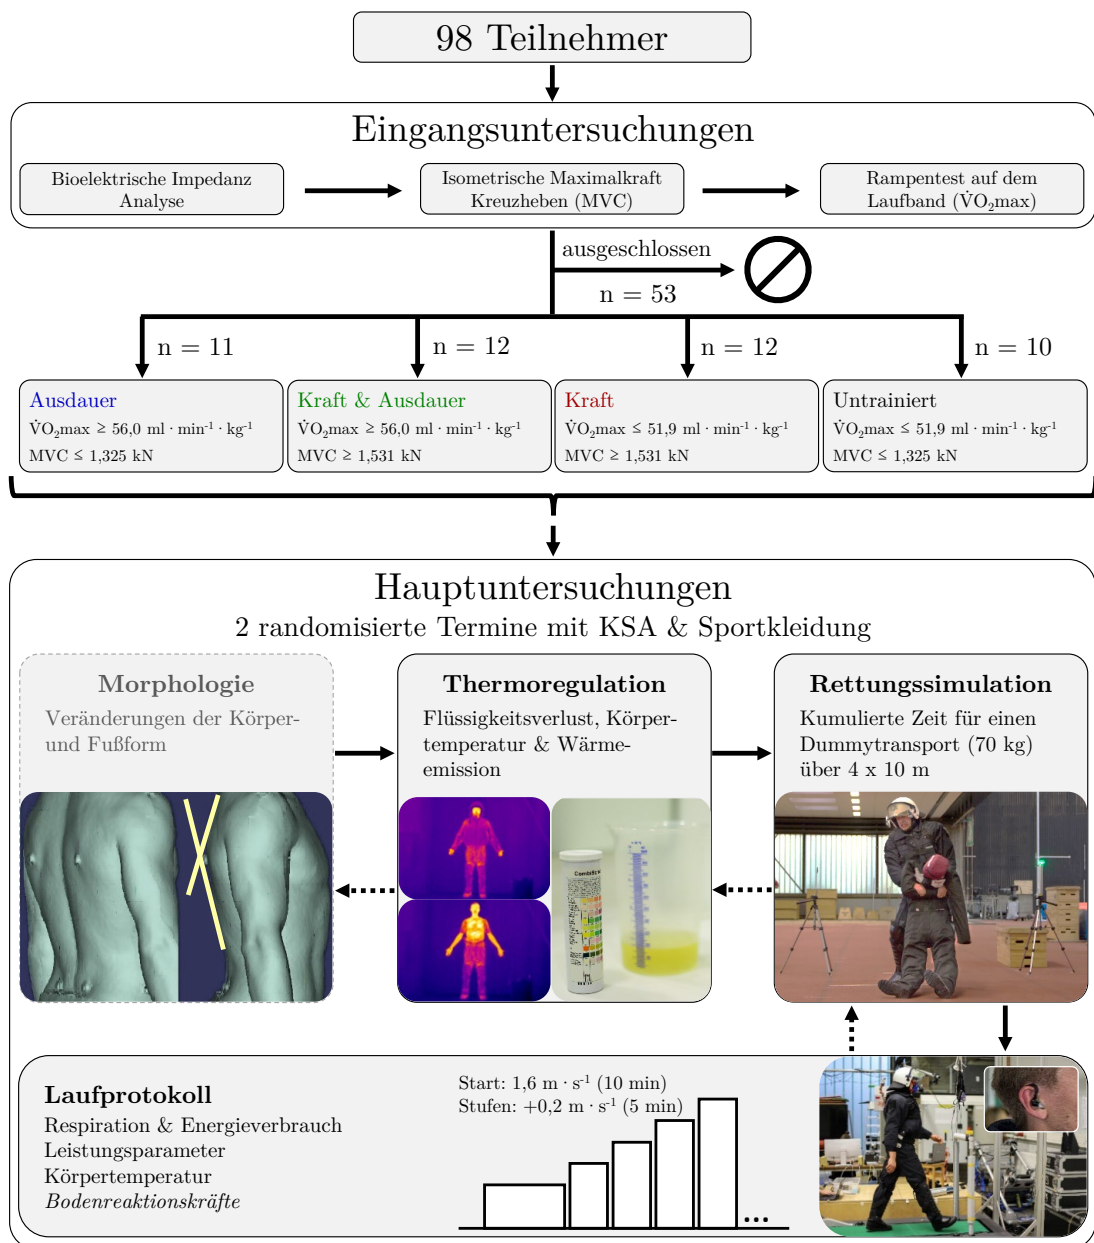 98 Teilnehmer
Eingangsuntersuchungen
Bioelektrische Impedanz
Analyse
Isometrische Maximalkraft
Kreuzheben (MVC)
Rampentest auf dem
Laufband (V̇O₂max)
ausgeschlossen
n = 53
n = 11
n = 12
n = 12
n = 10
Ausdauer
V̇O₂max ≥ 56,0 ml · min⁻¹ · kg⁻¹
MVC ≤ 1,325 kN
Kraft & Ausdauer
V̇O₂max ≥ 56,0 ml · min⁻¹ · kg⁻¹
MVC ≥ 1,531 kN
Kraft
V̇O₂max ≤ 51,9 ml · min⁻¹ · kg⁻¹
MVC ≥ 1,531 kN
Untrainiert
V̇O₂max ≤ 51,9 ml · min⁻¹ · kg⁻¹
MVC ≤ 1,325 kN
Hauptuntersuchungen
2 randomisierte Termine mit KSA & Sportkleidung
Morphologie
Veränderungen der Körper-
und Fußform
Thermoregulation
Flüssigkeitsverlust, Körper-
temperatur & Wärme-
emission
Rettungssimulation
Kumulierte Zeit für einen
Dummytransport (70 kg)
über 4 x 10 m
Laufprotokoll
Respiration & Energieverbrauch
Leistungsparameter
Körpertemperatur
Bodenreaktionskräfte
Start: 1,6 m · s⁻¹ (10 min)
Stufen: +0,2 m · s⁻¹ (5 min)
...